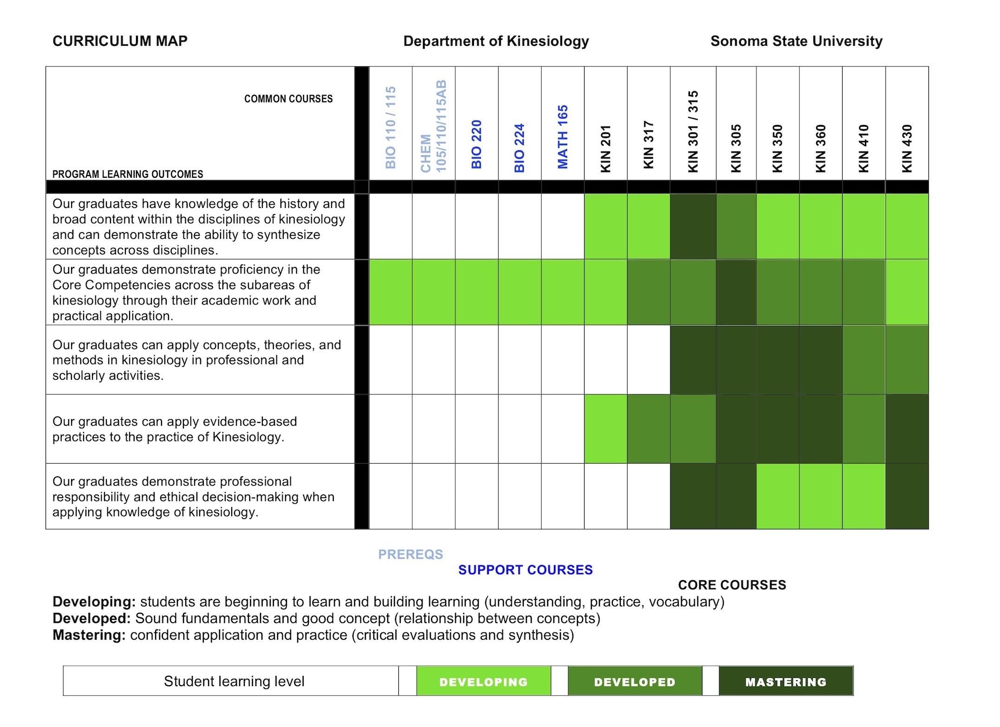 CURRICULUM MAP Department of Kinesiology Sonoma State University
COMMON COURSES
PROGRAM LEARNING OUTCOMES
BIO 110 / 115
CHEM
105/110/115AB
BIO 220
BIO 224
MATH 165
KIN 201
KIN 317
KIN 301 / 315
KIN 305
KIN 350
KIN 360
KIN 410
KIN 430
Our graduates have knowledge of the history and
broad content within the disciplines of kinesiology
and can demonstrate the ability to synthesize
concepts across disciplines.
Our graduates demonstrate proficiency in the
Core Competencies across the subareas of
kinesiology through their academic work and
practical application.
Our graduates can apply concepts, theories, and
methods in kinesiology in professional and
scholarly activities.
Our graduates can apply evidence-based
practices to the practice of Kinesiology.
Our graduates demonstrate professional
responsibility and ethical decision-making when
applying knowledge of kinesiology.
PREREQS
SUPPORT COURSES
CORE COURSES
Developing: students are beginning to learn and building learning (understanding, practice, vocabulary)
Developed: Sound fundamentals and good concept (relationship between concepts)
Mastering: confident application and practice (critical evaluations and synthesis)
Student learning level DEVELOPING DEVELOPED MASTERING